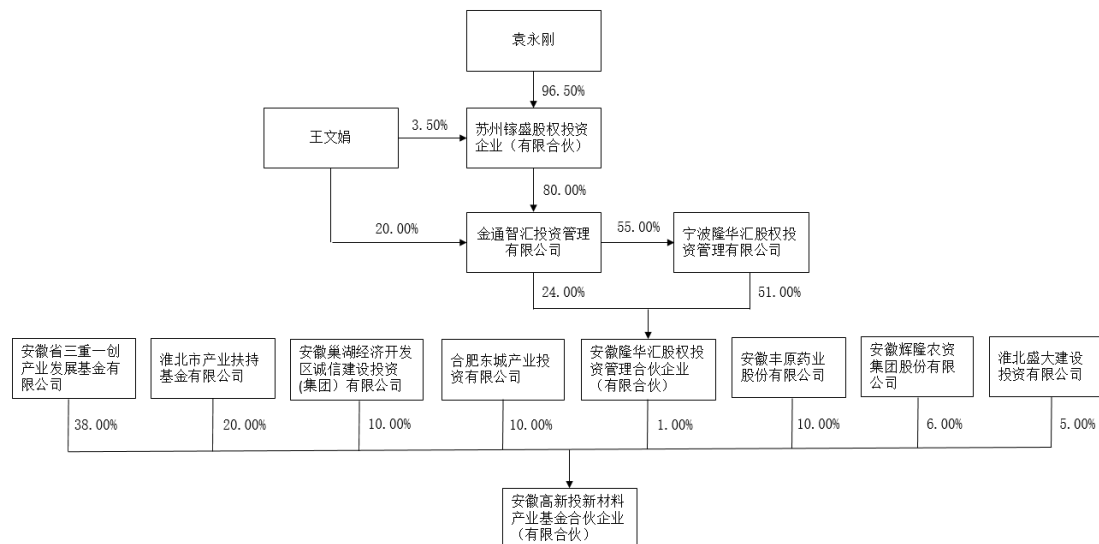 袁永刚
96.50%
王文娟
3.50%
苏州镓盛股权投资
企业（有限合伙）
80.00%
20.00%
金通智汇投资管理
有限公司
55.00%
宁波隆华汇股权投
资管理有限公司
24.00%
51.00%
安徽省三重一创
产业发展基金有
限公司
淮北市产业扶持
基金有限公司
安徽巢湖经济开发
区诚信建设投资
(集团）有限公司
合肥东城产业投
资有限公司
安徽隆华汇股权投
资管理合伙企业
（有限合伙）
安徽丰原药业
股份有限公司
安徽辉隆农资
集团股份有限
公司
淮北盛大建设
投资有限公司
38.00%
20.00%
10.00%
10.00%
1.00%
10.00%
6.00%
5.00%
安徽高新投新材料
产业基金合伙企业
（有限合伙）